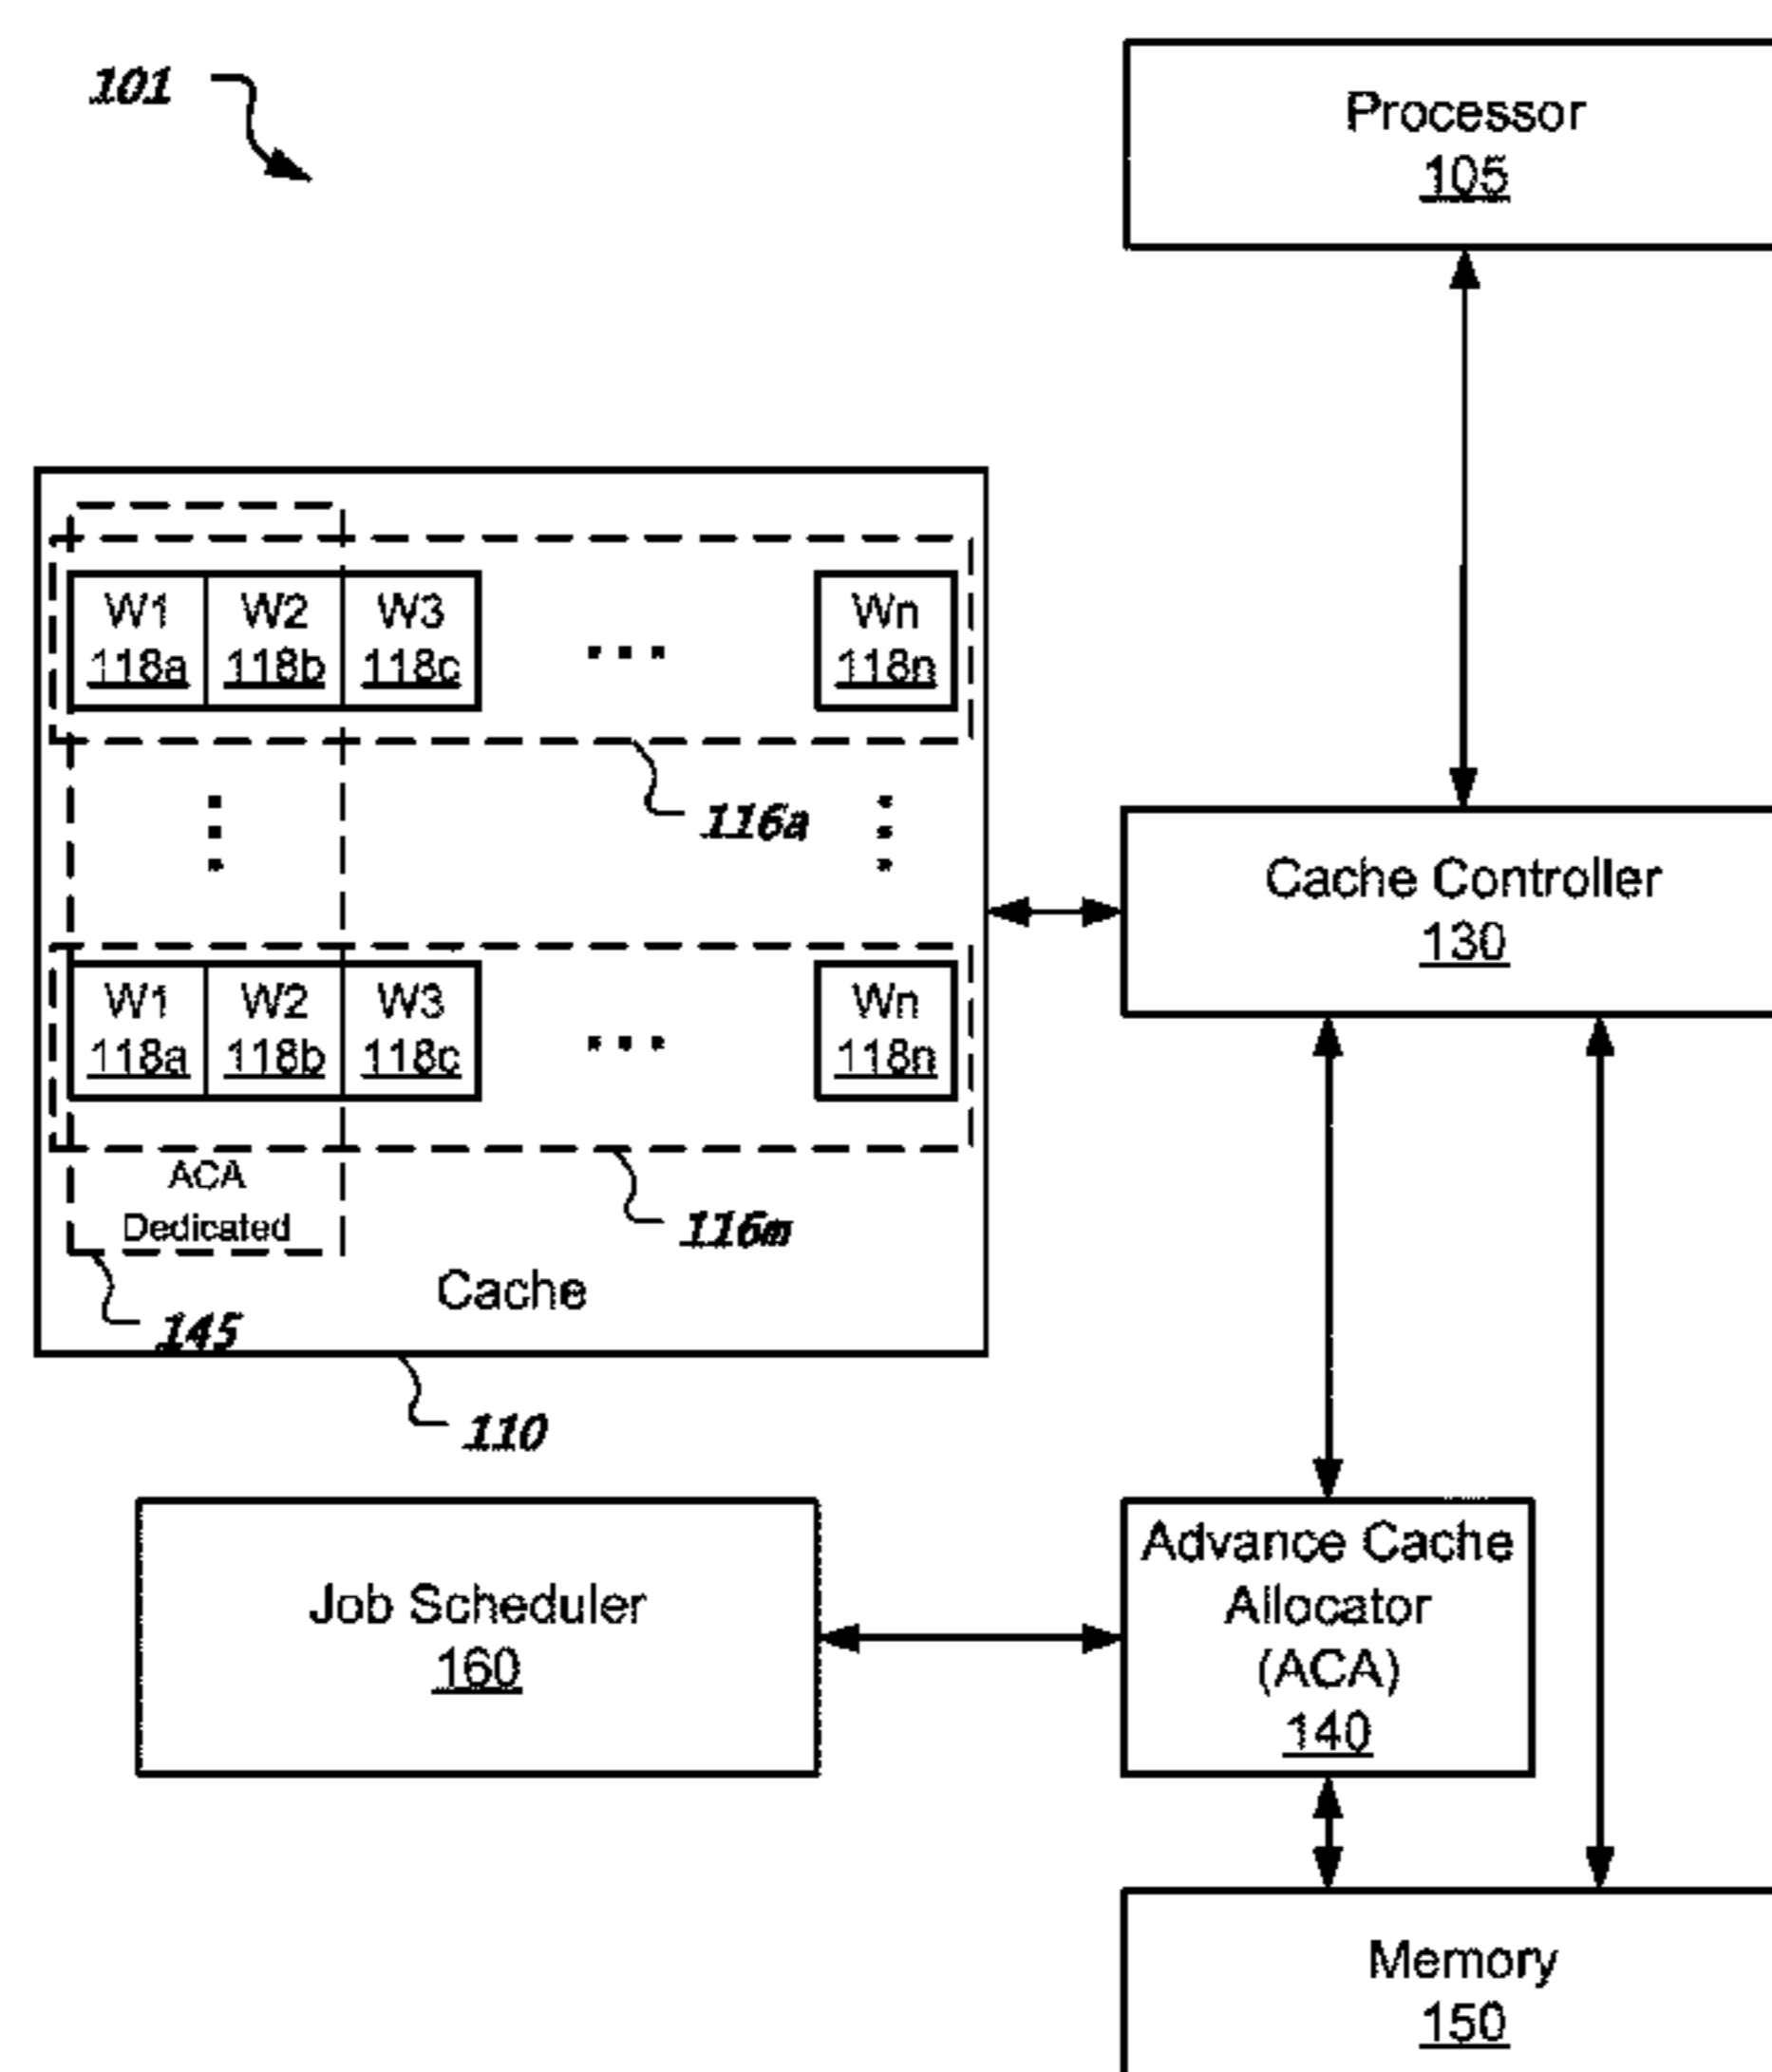 101
Processor
105
W1 W2 W3 ... Wn
118a 118b 118c 118n
116a
Cache Controller
130
W1 W2 W3 ... Wn
118a 118b 118c 118n
ACA
Dedicated
116m
Cache
145
110
Job Scheduler
160
Advance Cache
Allocator
(ACA)
140
Memory
150